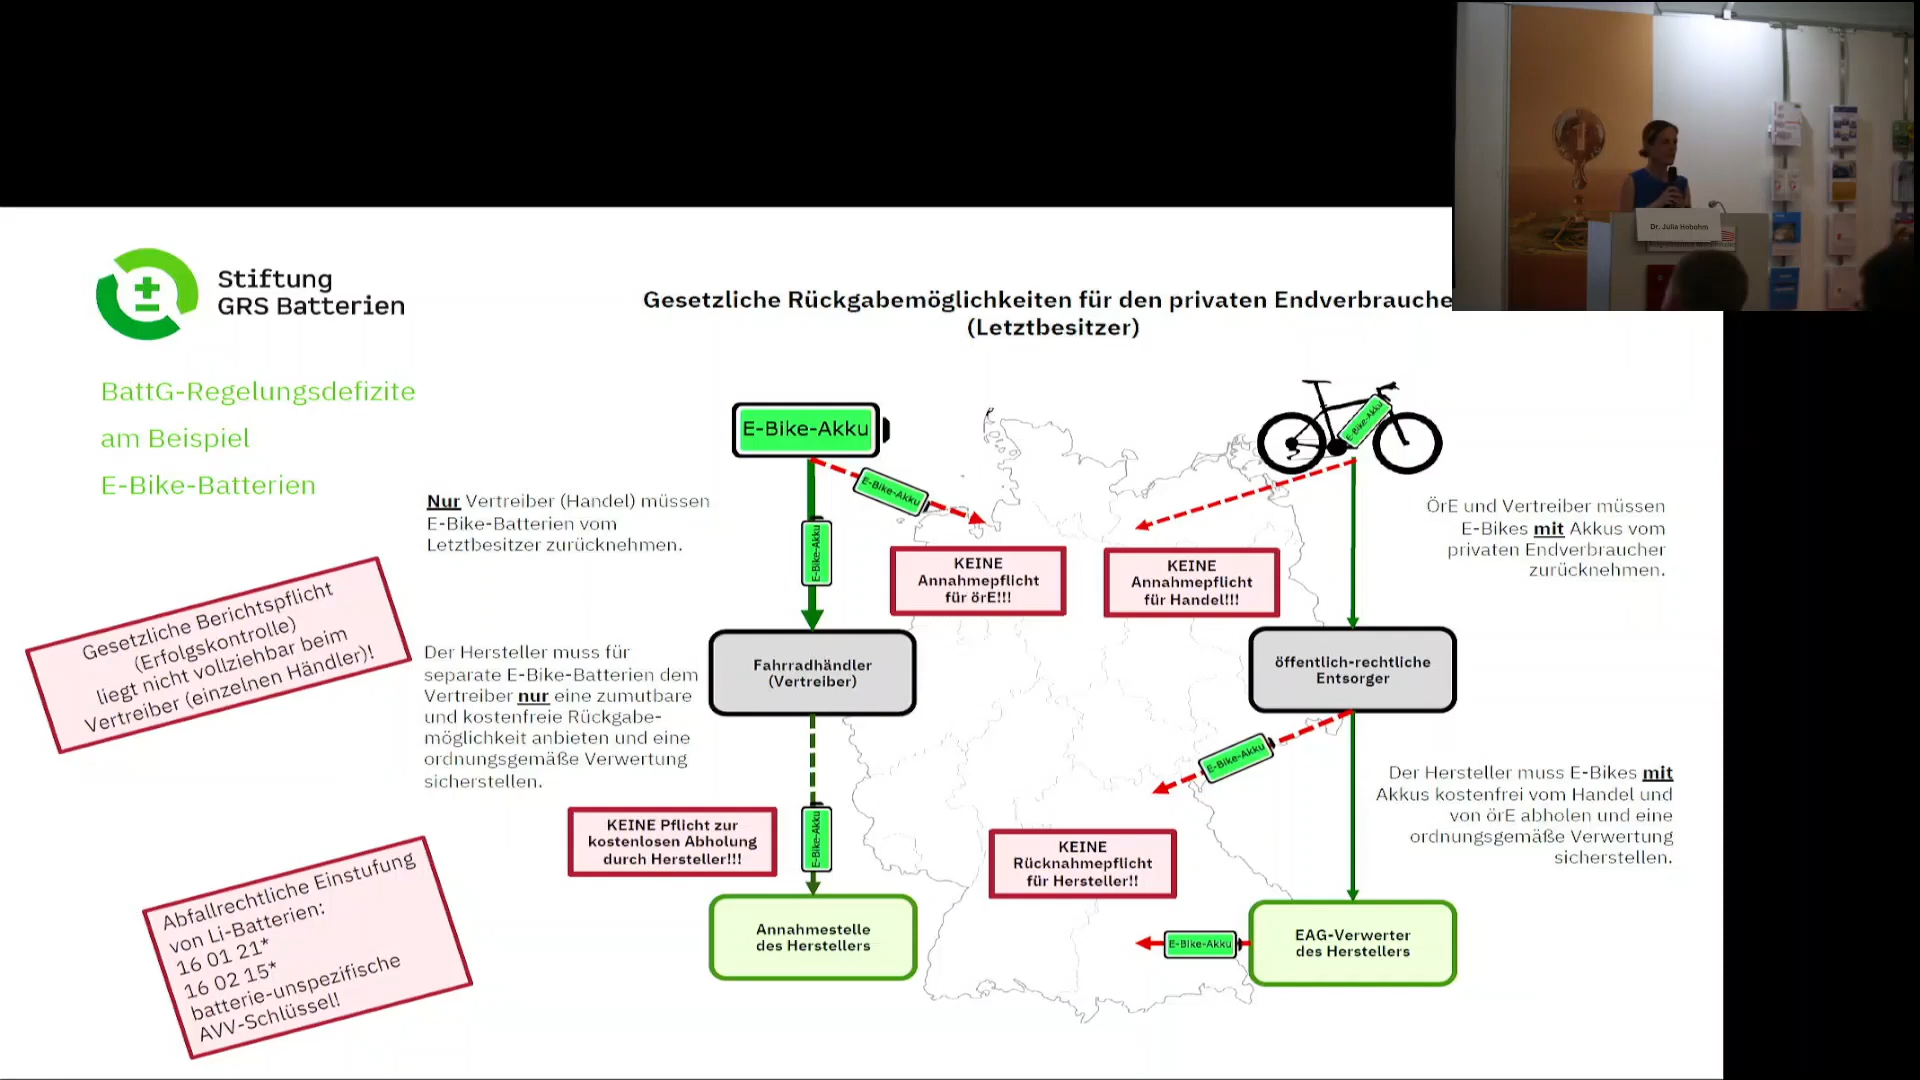 Dr. Julia Hobohm
Stiftung
GRS Batterien
Gesetzliche Rückgabemöglichkeiten für den privaten Endverbrauche
(Letztbesitzer)
BattG-Regelungsdefizite
am Beispiel
E-Bike-Batterien
E-Bike-Akku
E-Bike-Akku
E-Bike-Akku
Nur Vertreiber (Handel) müssen
E-Bike-Batterien vom
Letztbesitzer zurücknehmen.
E-Bike-Akku
KEINE
Annahmepflicht
für örE!!!
KEINE
Annahmepflicht
für Handel!!!
ÖrE und Vertreiber müssen
E-Bikes mit Akkus vom
privaten Endverbraucher
zurücknehmen.
Gesetzliche Berichtspflicht
(Erfolgskontrolle)
liegt nicht vollziehbar beim
Vertreiber (einzelnen Händler)!
Der Hersteller muss für
separate E-Bike-Batterien dem
Vertreiber nur eine zumutbare
und kostenfreie Rückgabe-
möglichkeit anbieten und eine
ordnungsgemäße Verwertung
sicherstellen.
Fahrradhändler
(Vertreiber)
öffentlich-rechtliche
Entsorger
E-Bike-Akku
Der Hersteller muss E-Bikes mit
Akkus kostenfrei vom Handel und
von örE abholen und eine
ordnungsgemäße Verwertung
sicherstellen.
KEINE Pflicht zur
kostenlosen Abholung
durch Hersteller!!!
E-Bike-Akku
KEINE
Rücknahmepflicht
für Hersteller!!
Abfallrechtliche Einstufung
von Li-Batterien:
16 01 21*
16 02 15*
batterie-unspezifische
AVV-Schlüssel!
Annahmestelle
des Herstellers
E-Bike-Akku
EAG-Verwerter
des Herstellers